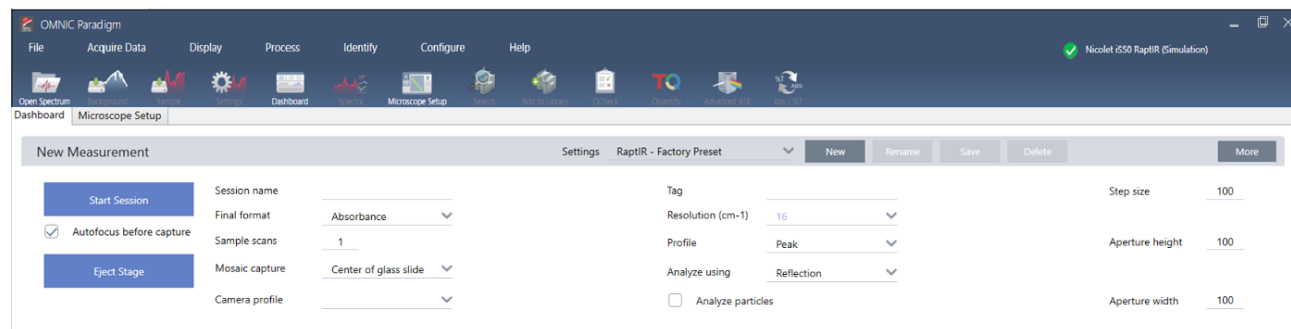 OMNIC Paradigm
File Acquire Data Display Process Identify Configure Help
Nicolet iS50 RaptIR (Simulation)
Open Spectrum Background Sample Settings Dashboard Spectra Microscope Setup Search Add to Library QCheck Quantify Advanced ATR Abs / %T
Dashboard Microscope Setup
New Measurement Settings RaptIR - Factory Preset New Rename Save Delete More
Start Session Session name Tag Step size 100
Final format Absorbance Resolution (cm-1) 16
Autofocus before capture Sample scans 1 Profile Peak Aperture height 100
Eject Stage Mosaic capture Center of glass slide Analyze using Reflection
Camera profile Analyze particles Aperture width 100